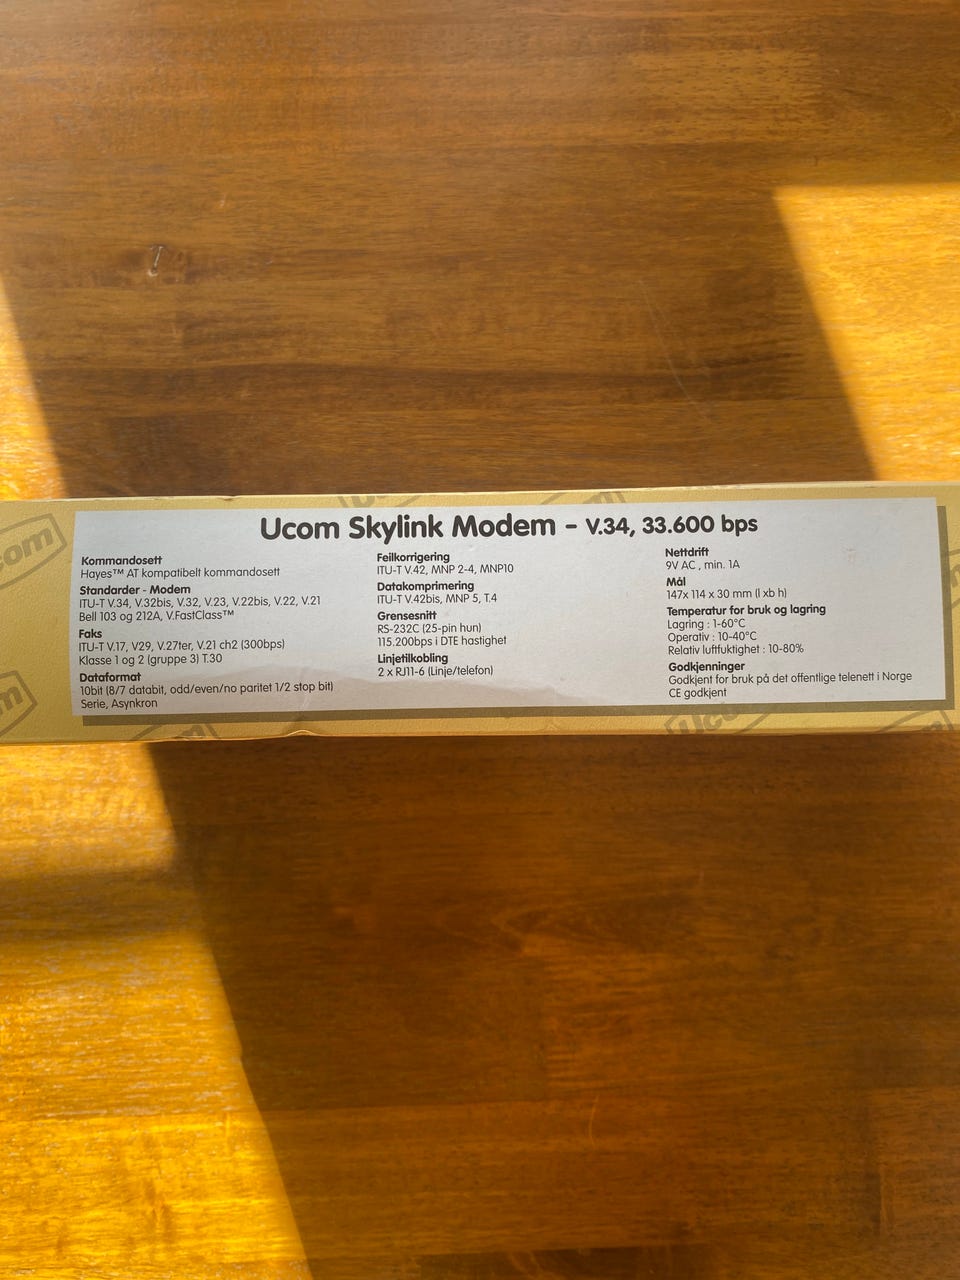 Ucom Skylink Modem - V.34, 33.600 bps
Kommandosett
Hayes™ AT kompatibelt kommandosett
Standarder - Modem
ITU-T V.34, V.32bis, V.32, V.23, V.22bis, V.22, V.21
Bell 103 og 212A, V.FastClass™
Faks
ITU-T V.17, V29, V.27ter, V.21 ch2 (300bps)
Klasse 1 og 2 (gruppe 3) T.30
Dataformat
10bit (8/7 databit, odd/even/no paritet 1/2 stop bit)
Serie, Asynkron
Feilkorrigering
ITU-T V.42, MNP 2-4, MNP10
Datakomprimering
ITU-T V.42bis, MNP 5, T.4
Grensesnitt
RS-232C (25-pin hun)
115.200bps i DTE hastighet
Linjetilkobling
2 x RJ11-6 (Linje/telefon)
Nettdrift
9V AC , min. 1A
Mål
147x 114 x 30 mm (l xb h)
Temperatur for bruk og lagring
Lagring : 1-60°C
Operativ : 10-40°C
Relativ luftfuktighet : 10-80%
Godkjenninger
Godkjent for bruk på det offentlige telenett i Norge
CE godkjent
com
m
Ucom